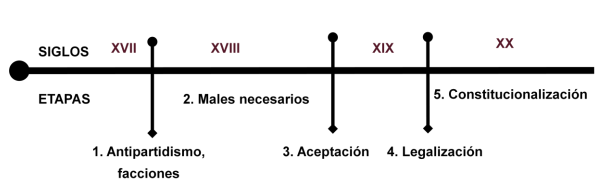 SIGLOS XVII XVIII XIX XX
ETAPAS 2. Males necesarios 5. Constitucionalización
1. Antipartidismo, facciones
3. Aceptación
4. Legalización